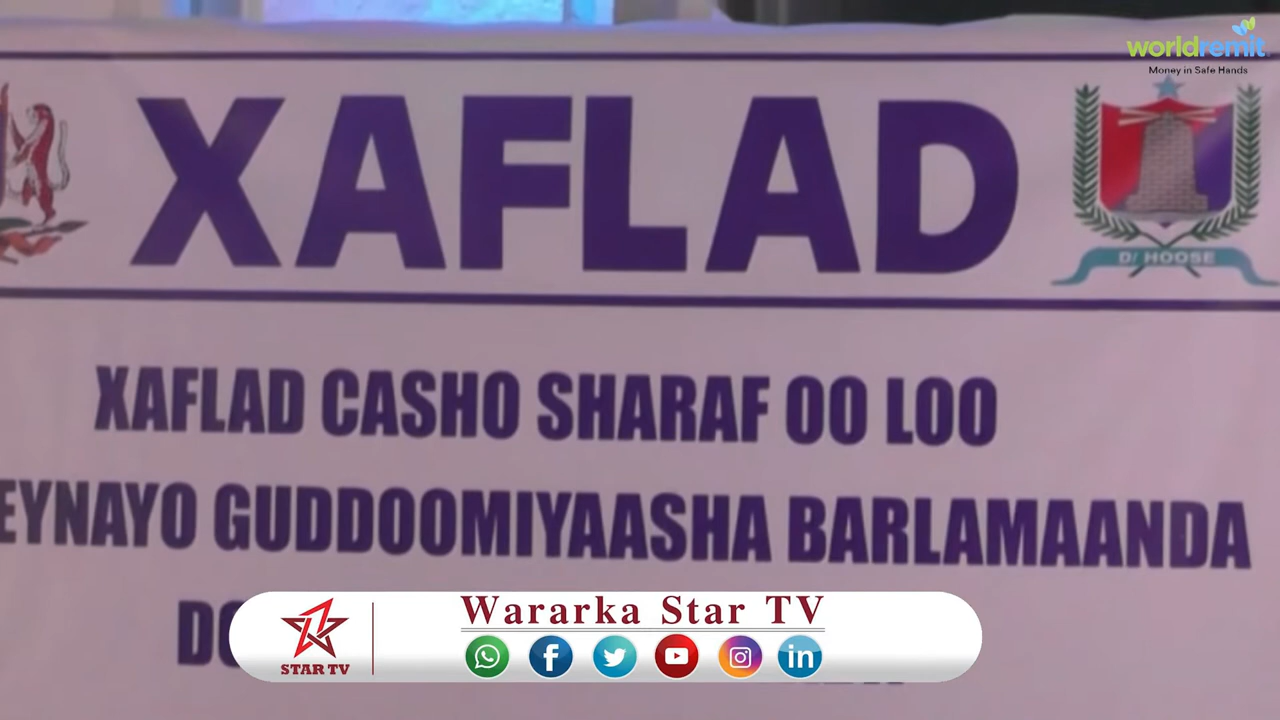 worldremit
Money in Safe Hands
XAFLAD
D/ HOOSE
XAFLAD CASHO SHARAF OO LOO
EYNAYO GUDDOOMIYAASHA BARLAMAANDA
Wararka Star TV
STAR TV